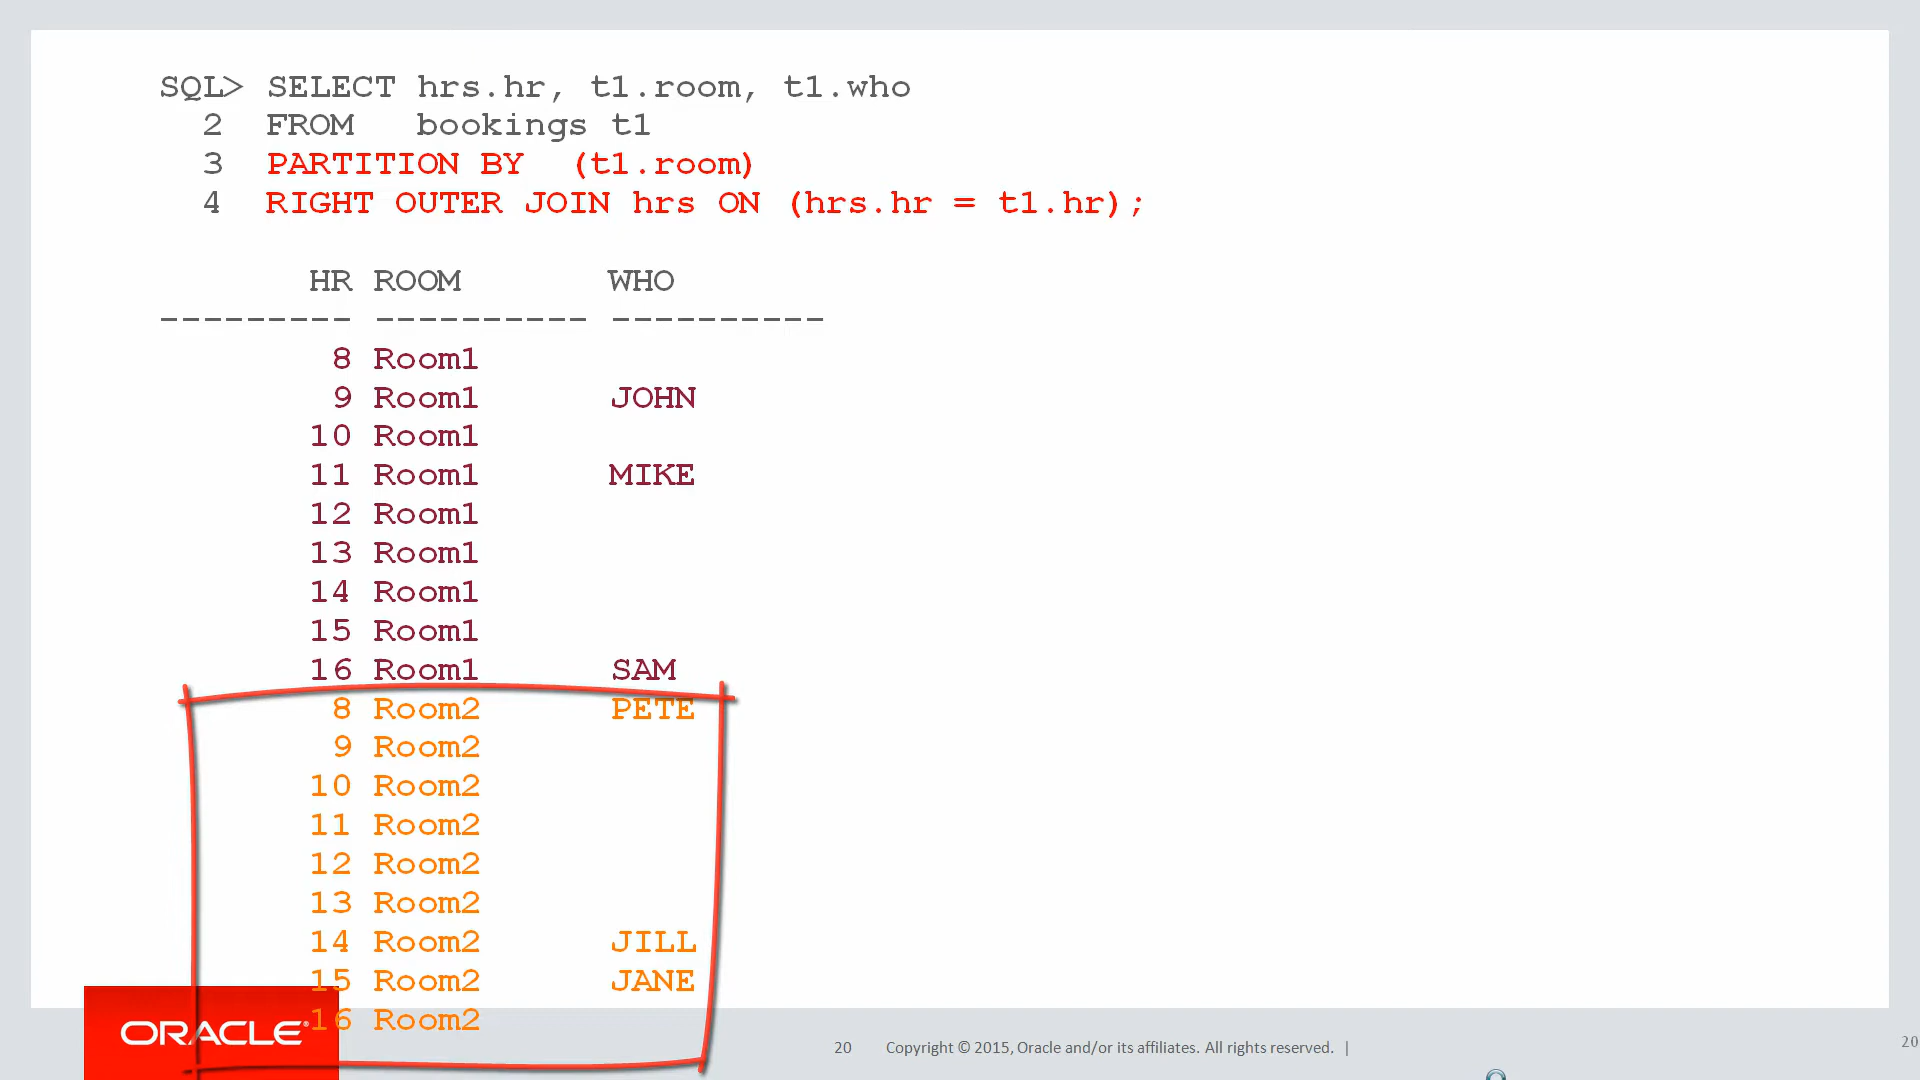 SQL> SELECT hrs.hr, t1.room, t1.who
2 FROM bookings t1
3 PARTITION BY (t1.room)
4 RIGHT OUTER JOIN hrs ON (hrs.hr = t1.hr);
HR ROOM WHO
--------- ---------- ----------
8 Room1
9 Room1 JOHN
10 Room1
11 Room1 MIKE
12 Room1
13 Room1
14 Room1
15 Room1
16 Room1 SAM
8 Room2 PETE
9 Room2
10 Room2
11 Room2
12 Room2
13 Room2
14 Room2 JILL
15 Room2 JANE
16 Room2
ORACLE®
20 Copyright © 2015, Oracle and/or its affiliates. All rights reserved. |
20